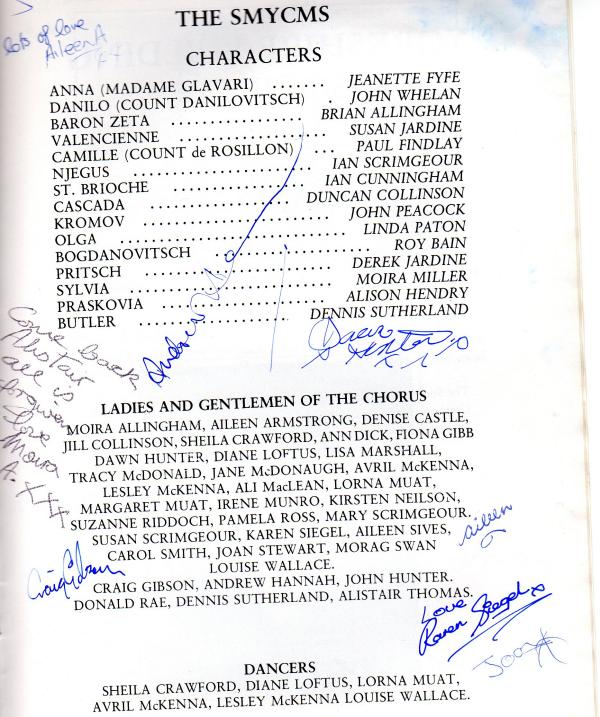 THE SMYCMS
lots of love
Aileen A
CHARACTERS
ANNA (MADAME GLAVARI) ....... JEANETTE FYFE
DANILO (COUNT DANILOVITSCH) . JOHN WHELAN
BARON ZETA ................ BRIAN ALLINGHAM
VALENCIENNE ................... SUSAN JARDINE
CAMILLE (COUNT de ROSILLON) ... PAUL FINDLAY
NJEGUS ...................... IAN SCRIMGEOUR
ST. BRIOCHE ................ IAN CUNNINGHAM
CASCADA .................. DUNCAN COLLINSON
KROMOV ...................... JOHN PEACOCK
OLGA .......................... LINDA PATON
BOGDANOVITSCH .................. ROY BAIN
PRITSCH ...................... DEREK JARDINE
SYLVIA ........................ MOIRA MILLER
PRASKOVIA .................. ALISON HENDRY
BUTLER .................. DENNIS SUTHERLAND
Andrew
Dawn
Hunter
Come back
Alistair
all is
forgiven
love
Moira
A. xxx
LADIES AND GENTLEMEN OF THE CHORUS
MOIRA ALLINGHAM, AILEEN ARMSTRONG, DENISE CASTLE,
JILL COLLINSON, SHEILA CRAWFORD, ANN DICK, FIONA GIBB
DAWN HUNTER, DIANE LOFTUS, LISA MARSHALL,
TRACY McDONALD, JANE McDONAUGH, AVRIL McKENNA,
LESLEY McKENNA, ALI MacLEAN, LORNA MUAT,
MARGARET MUAT, IRENE MUNRO, KIRSTEN NEILSON,
SUZANNE RIDDOCH, PAMELA ROSS, MARY SCRIMGEOUR.
SUSAN SCRIMGEOUR, KAREN SIEGEL, AILEEN SIVES,
CAROL SMITH, JOAN STEWART, MORAG SWAN
LOUISE WALLACE.
CRAIG GIBSON, ANDREW HANNAH, JOHN HUNTER.
DONALD RAE, DENNIS SUTHERLAND, ALISTAIR THOMAS.
aileen
Craig Gibson
Love
Karen Siegel x
Joan
DANCERS
SHEILA CRAWFORD, DIANE LOFTUS, LORNA MUAT,
AVRIL McKENNA, LESLEY McKENNA LOUISE WALLACE.